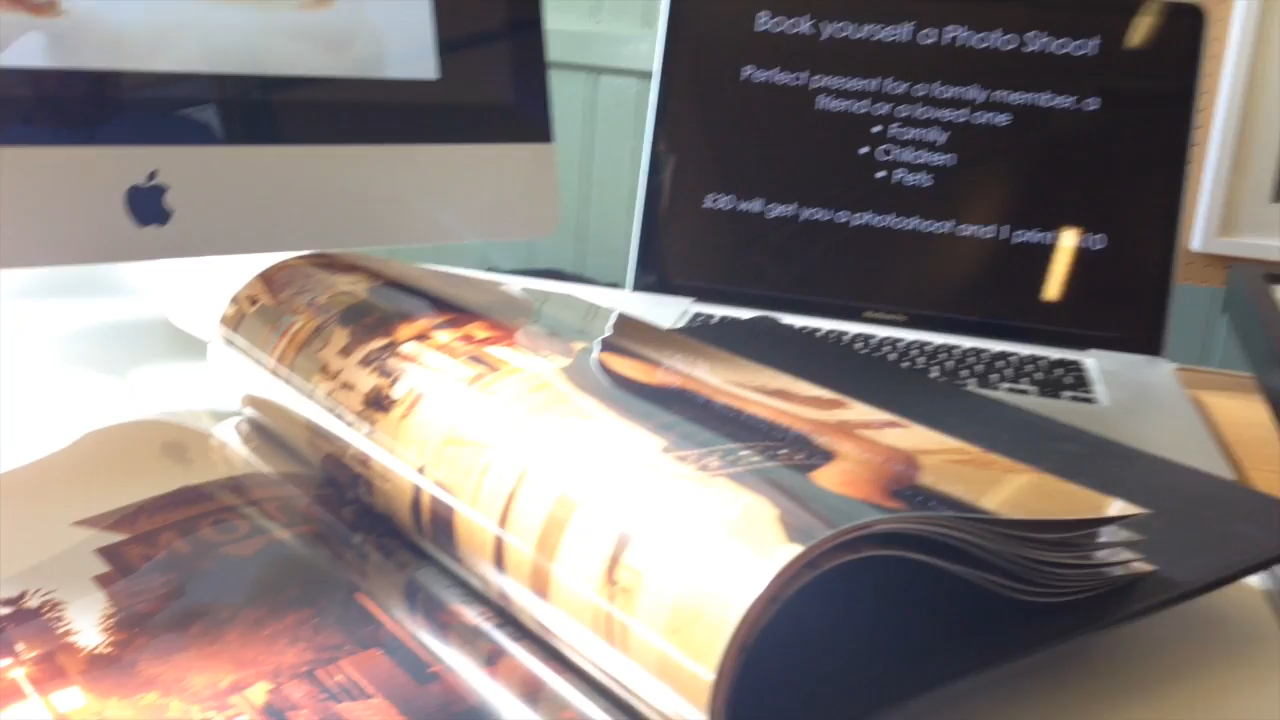 Book yourself a Photo Shoot
Perfect present for a family member, a
friend or a loved one
• Family
• Children
• Pets
will get you a photoshoot and 1 print